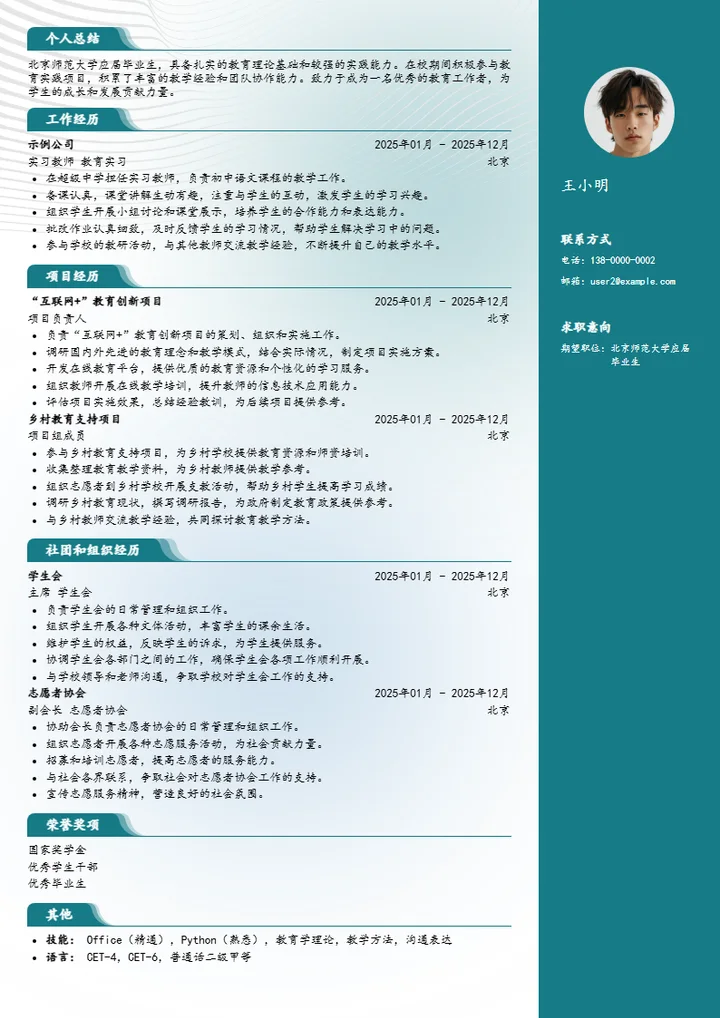 个人总结
北京师范大学应届毕业生，具备扎实的教育理论基础和较强的实践能力。在校期间积极参与教
育实践项目，积累了丰富的教学经验和团队协作能力。致力于成为一名优秀的教育工作者，为
学生的成长和发展贡献力量。
工作经历
示例公司 2025年01月 - 2025年12月
实习教师 教育实习 北京
• 在超级中学担任实习教师，负责初中语文课程的教学工作。
• 备课认真，课堂讲解生动有趣，注重与学生的互动，激发学生的学习兴趣。
• 组织学生开展小组讨论和课堂展示，培养学生的合作能力和表达能力。
• 批改作业认真细致，及时反馈学生的学习情况，帮助学生解决学习中的问题。
• 参与学校的教研活动，与其他教师交流教学经验，不断提升自己的教学水平。
项目经历
“互联网+”教育创新项目 2025年01月 - 2025年12月
项目负责人 北京
• 负责“互联网+”教育创新项目的策划、组织和实施工作。
• 调研国内外先进的教育理念和教学模式，结合实际情况，制定项目实施方案。
• 开发在线教育平台，提供优质的教育资源和个性化的学习服务。
• 组织教师开展在线教学培训，提升教师的信息技术应用能力。
• 评估项目实施效果，总结经验教训，为后续项目提供参考。
乡村教育支持项目 2025年01月 - 2025年12月
项目组成员 北京
• 参与乡村教育支持项目，为乡村学校提供教育资源和师资培训。
• 收集整理教育教学资料，为乡村教师提供教学参考。
• 组织志愿者到乡村学校开展支教活动，帮助乡村学生提高学习成绩。
• 调研乡村教育现状，撰写调研报告，为政府制定教育政策提供参考。
• 与乡村教师交流教学经验，共同探讨教育教学方法。
社团和组织经历
学生会 2025年01月 - 2025年12月
主席 学生会 北京
• 负责学生会的日常管理和组织工作。
• 组织学生开展各种文体活动，丰富学生的课余生活。
• 维护学生的权益，反映学生的诉求，为学生提供服务。
• 协调学生会各部门之间的工作，确保学生会各项工作顺利开展。
• 与学校领导和老师沟通，争取学校对学生会工作的支持。
志愿者协会 2025年01月 - 2025年12月
副会长 志愿者协会 北京
• 协助会长负责志愿者协会的日常管理和组织工作。
• 组织志愿者开展各种志愿服务活动，为社会贡献力量。
• 招募和培训志愿者，提高志愿者的服务能力。
• 与社会各界联系，争取社会对志愿者协会工作的支持。
• 宣传志愿服务精神，营造良好的社会氛围。
荣誉奖项
国家奖学金
优秀学生干部
优秀毕业生
其他
• 技能： Office（精通），Python（熟悉），教育学理论，教学方法，沟通表达
• 语言： CET-4，CET-6，普通话二级甲等
王小明
联系方式
电话：138-0000-0002
邮箱：user2@example.com
求职意向
期望职位：北京师范大学应届
毕业生